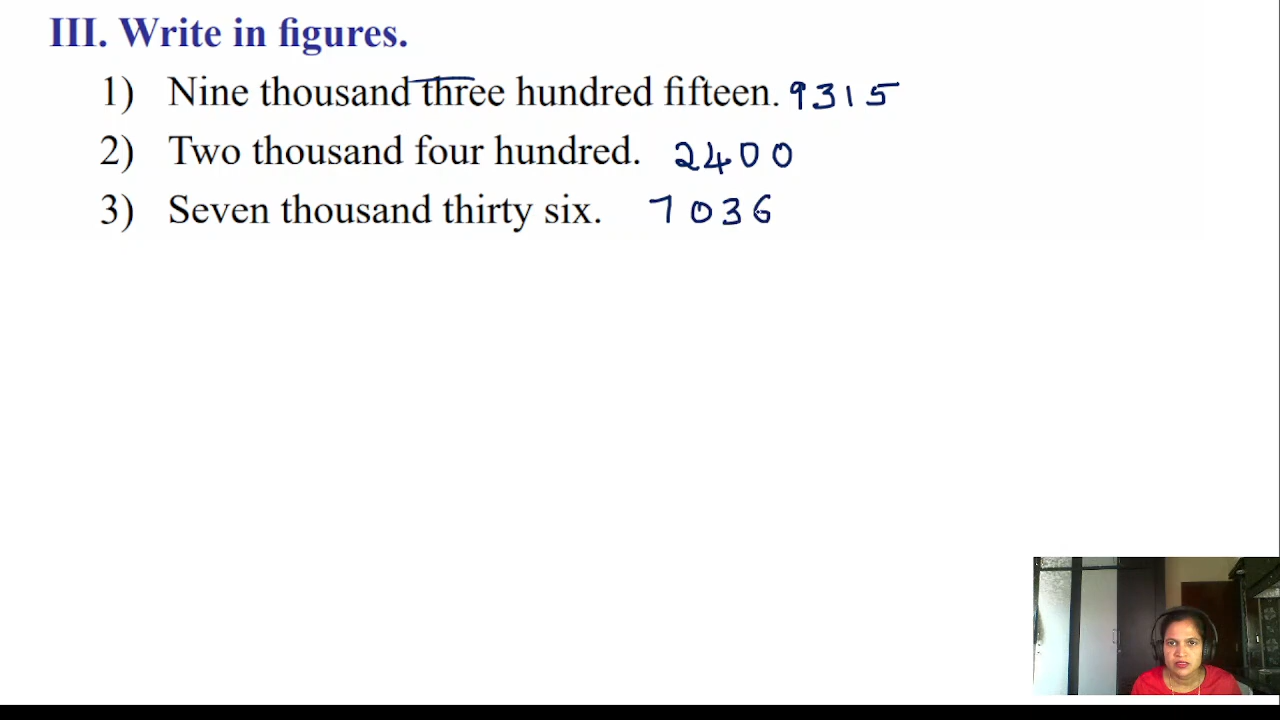 III. Write in figures.
1) Nine thousand three hundred fifteen. 9315
2) Two thousand four hundred. 2400
3) Seven thousand thirty six. 7036